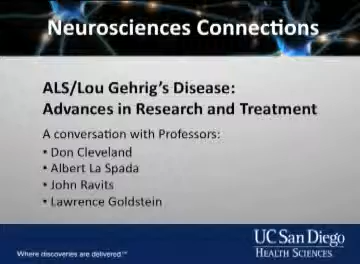 Neurosciences Connections
ALS/Lou Gehrig's Disease:
Advances in Research and Treatment
A conversation with Professors:
• Don Cleveland
• Albert La Spada
• John Ravits
• Lawrence Goldstein
UC San Diego
HEALTH SCIENCES
Where discoveries are delivered.℠